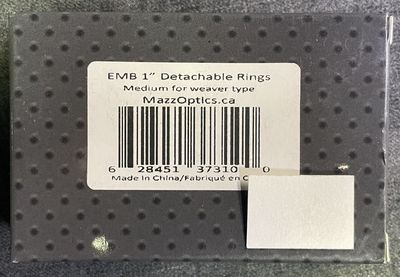 EMB 1″ Detachable Rings
Medium for weaver type
MazzOptics.ca
6 28451 37310 0
Made in China/Fabriqué en C